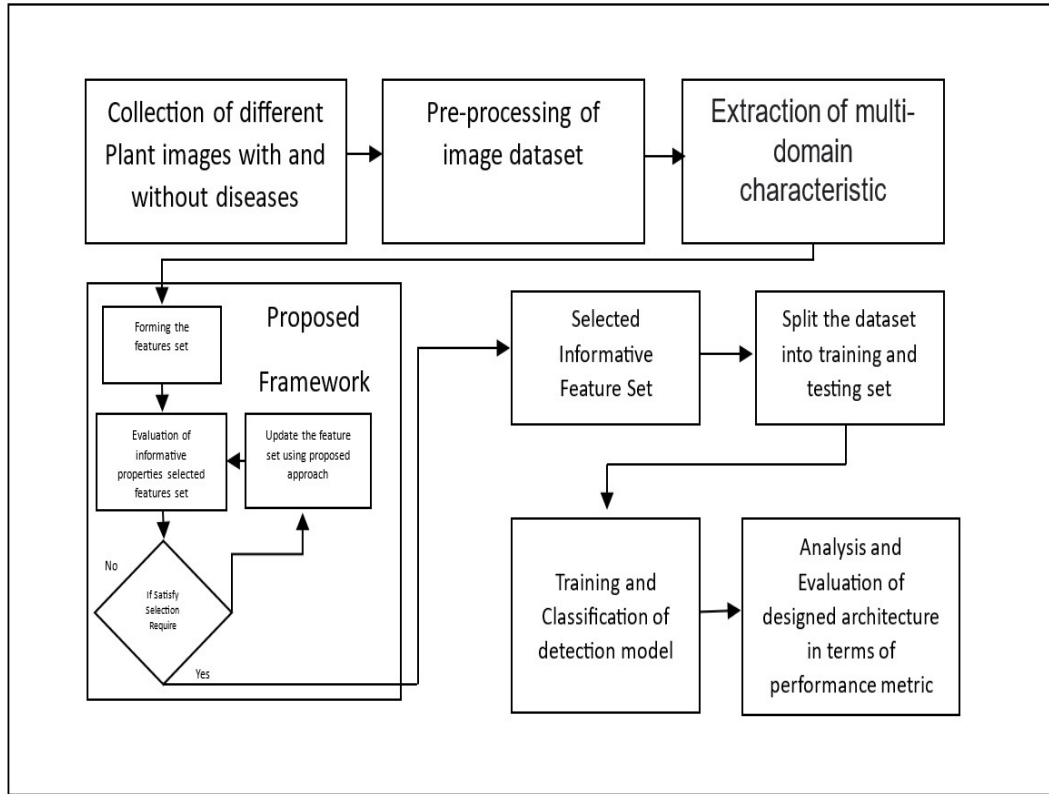 Collection of different
Plant images with and
without diseases
Pre-processing of
image dataset
Extraction of multi-
domain
characteristic
Proposed
Framework
Forming the
features set
Evaluation of
informative
properties selected
features set
Update the feature
set using proposed
approach
No
If Satisfy
Selection
Require
Yes
Selected
Informative
Feature Set
Split the dataset
into training and
testing set
Training and
Classification of
detection model
Analysis and
Evaluation of
designed architecture
in terms of
performance metric